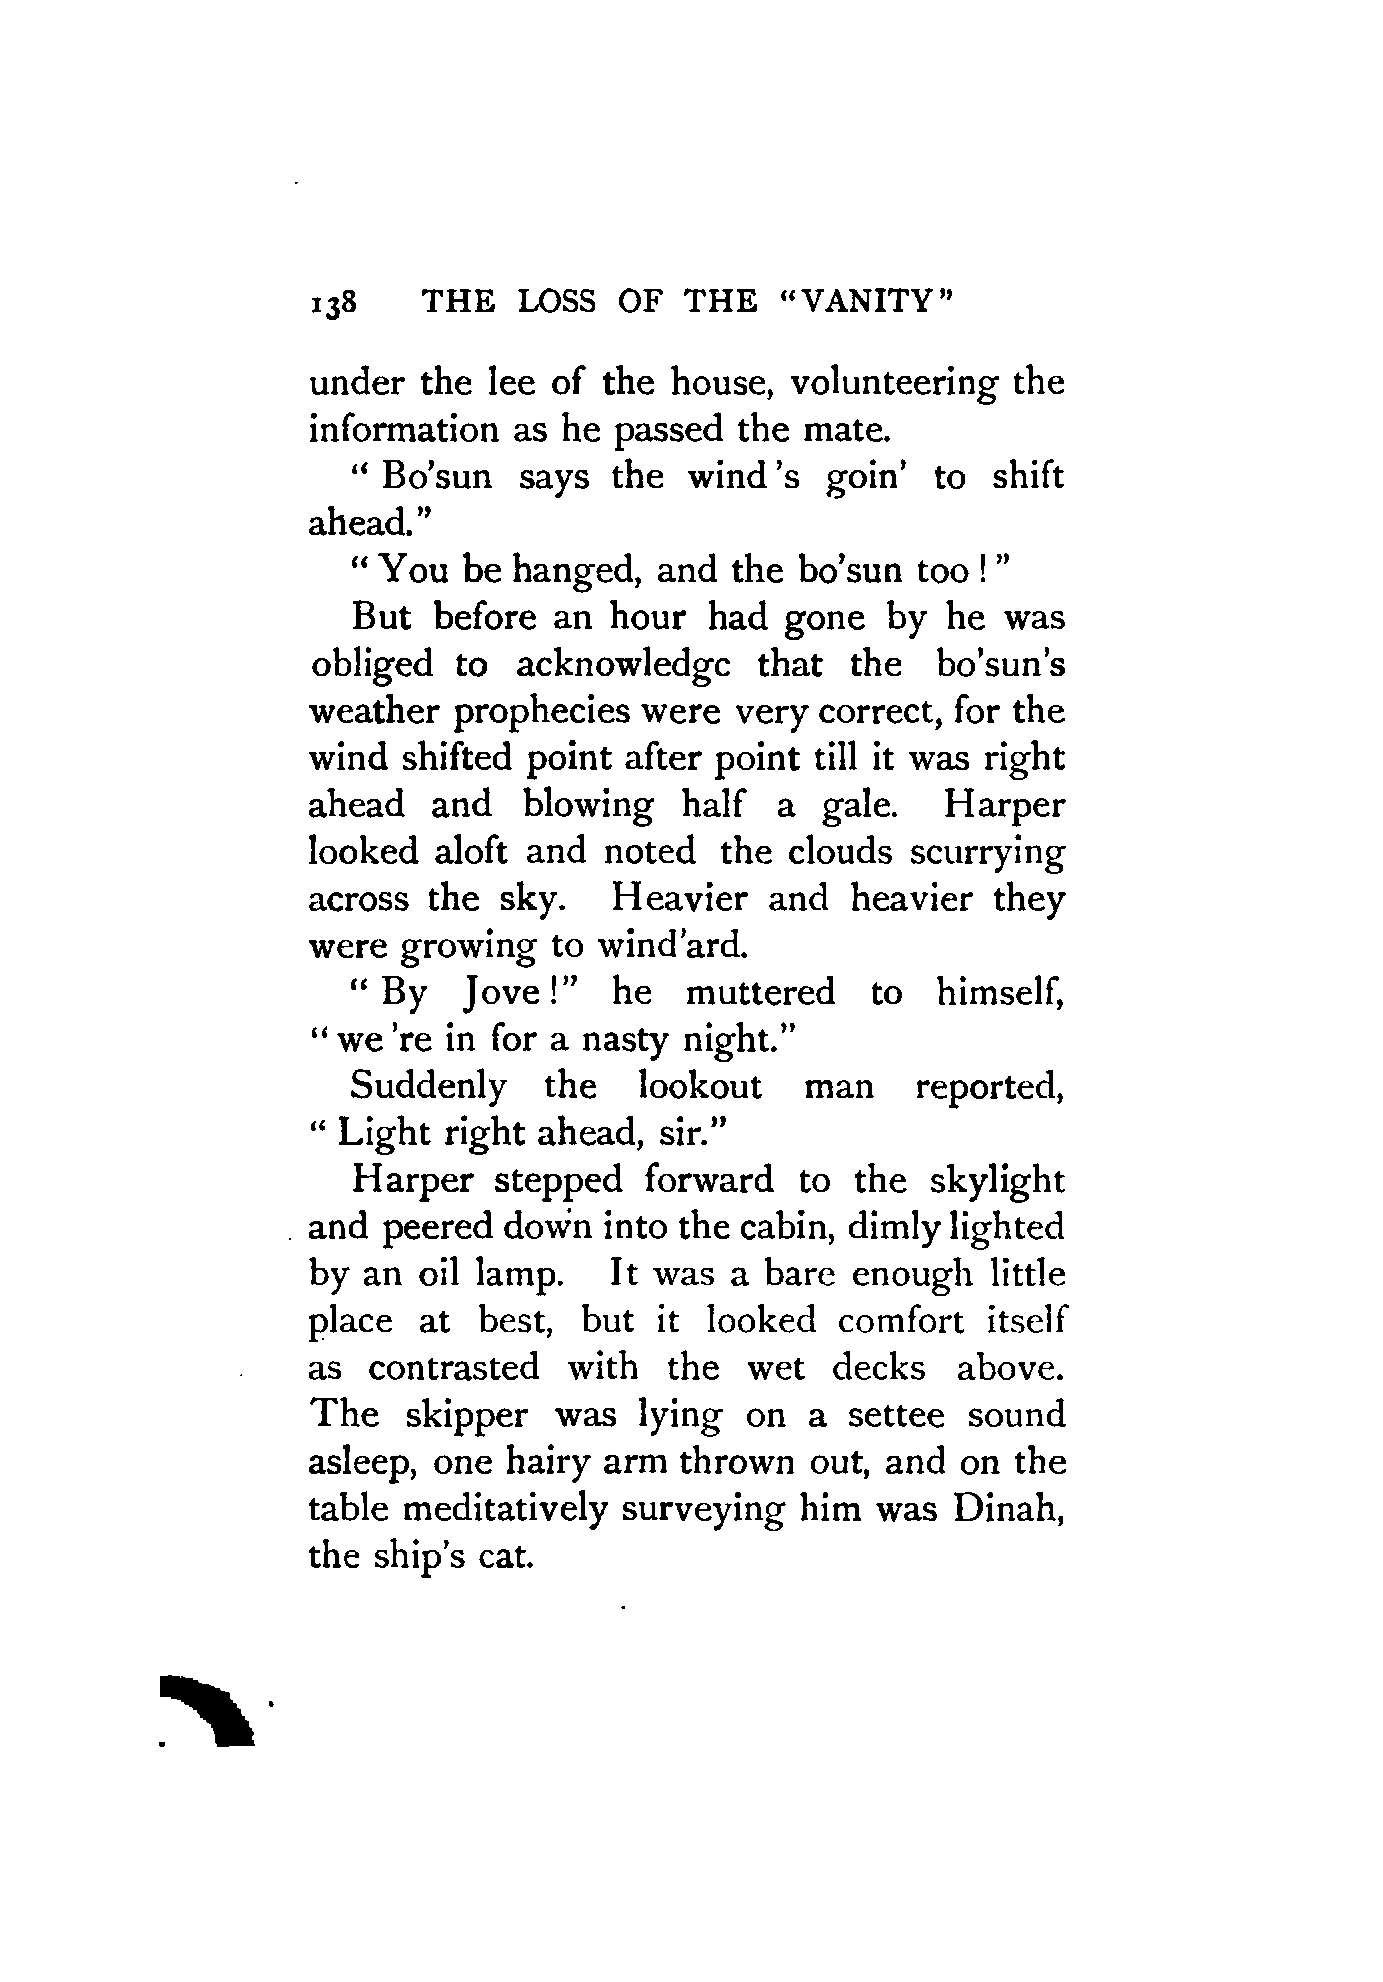 138 THE LOSS OF THE “VANITY”
under the lee of the house, volunteering the
information as he passed the mate.
“ Bo’sun says the wind ’s goin’ to shift
ahead.”
“ You be hanged, and the bo’sun too ! ”
But before an hour had gone by he was
obliged to acknowledge that the bo’sun’s
weather prophecies were very correct, for the
wind shifted point after point till it was right
ahead and blowing half a gale. Harper
looked aloft and noted the clouds scurrying
across the sky. Heavier and heavier they
were growing to wind’ard.
“ By Jove !” he muttered to himself,
“ we ’re in for a nasty night.”
Suddenly the lookout man reported,
“ Light right ahead, sir.”
Harper stepped forward to the skylight
and peered down into the cabin, dimly lighted
by an oil lamp. It was a bare enough little
place at best, but it looked comfort itself
as contrasted with the wet decks above.
The skipper was lying on a settee sound
asleep, one hairy arm thrown out, and on the
table meditatively surveying him was Dinah,
the ship’s cat.